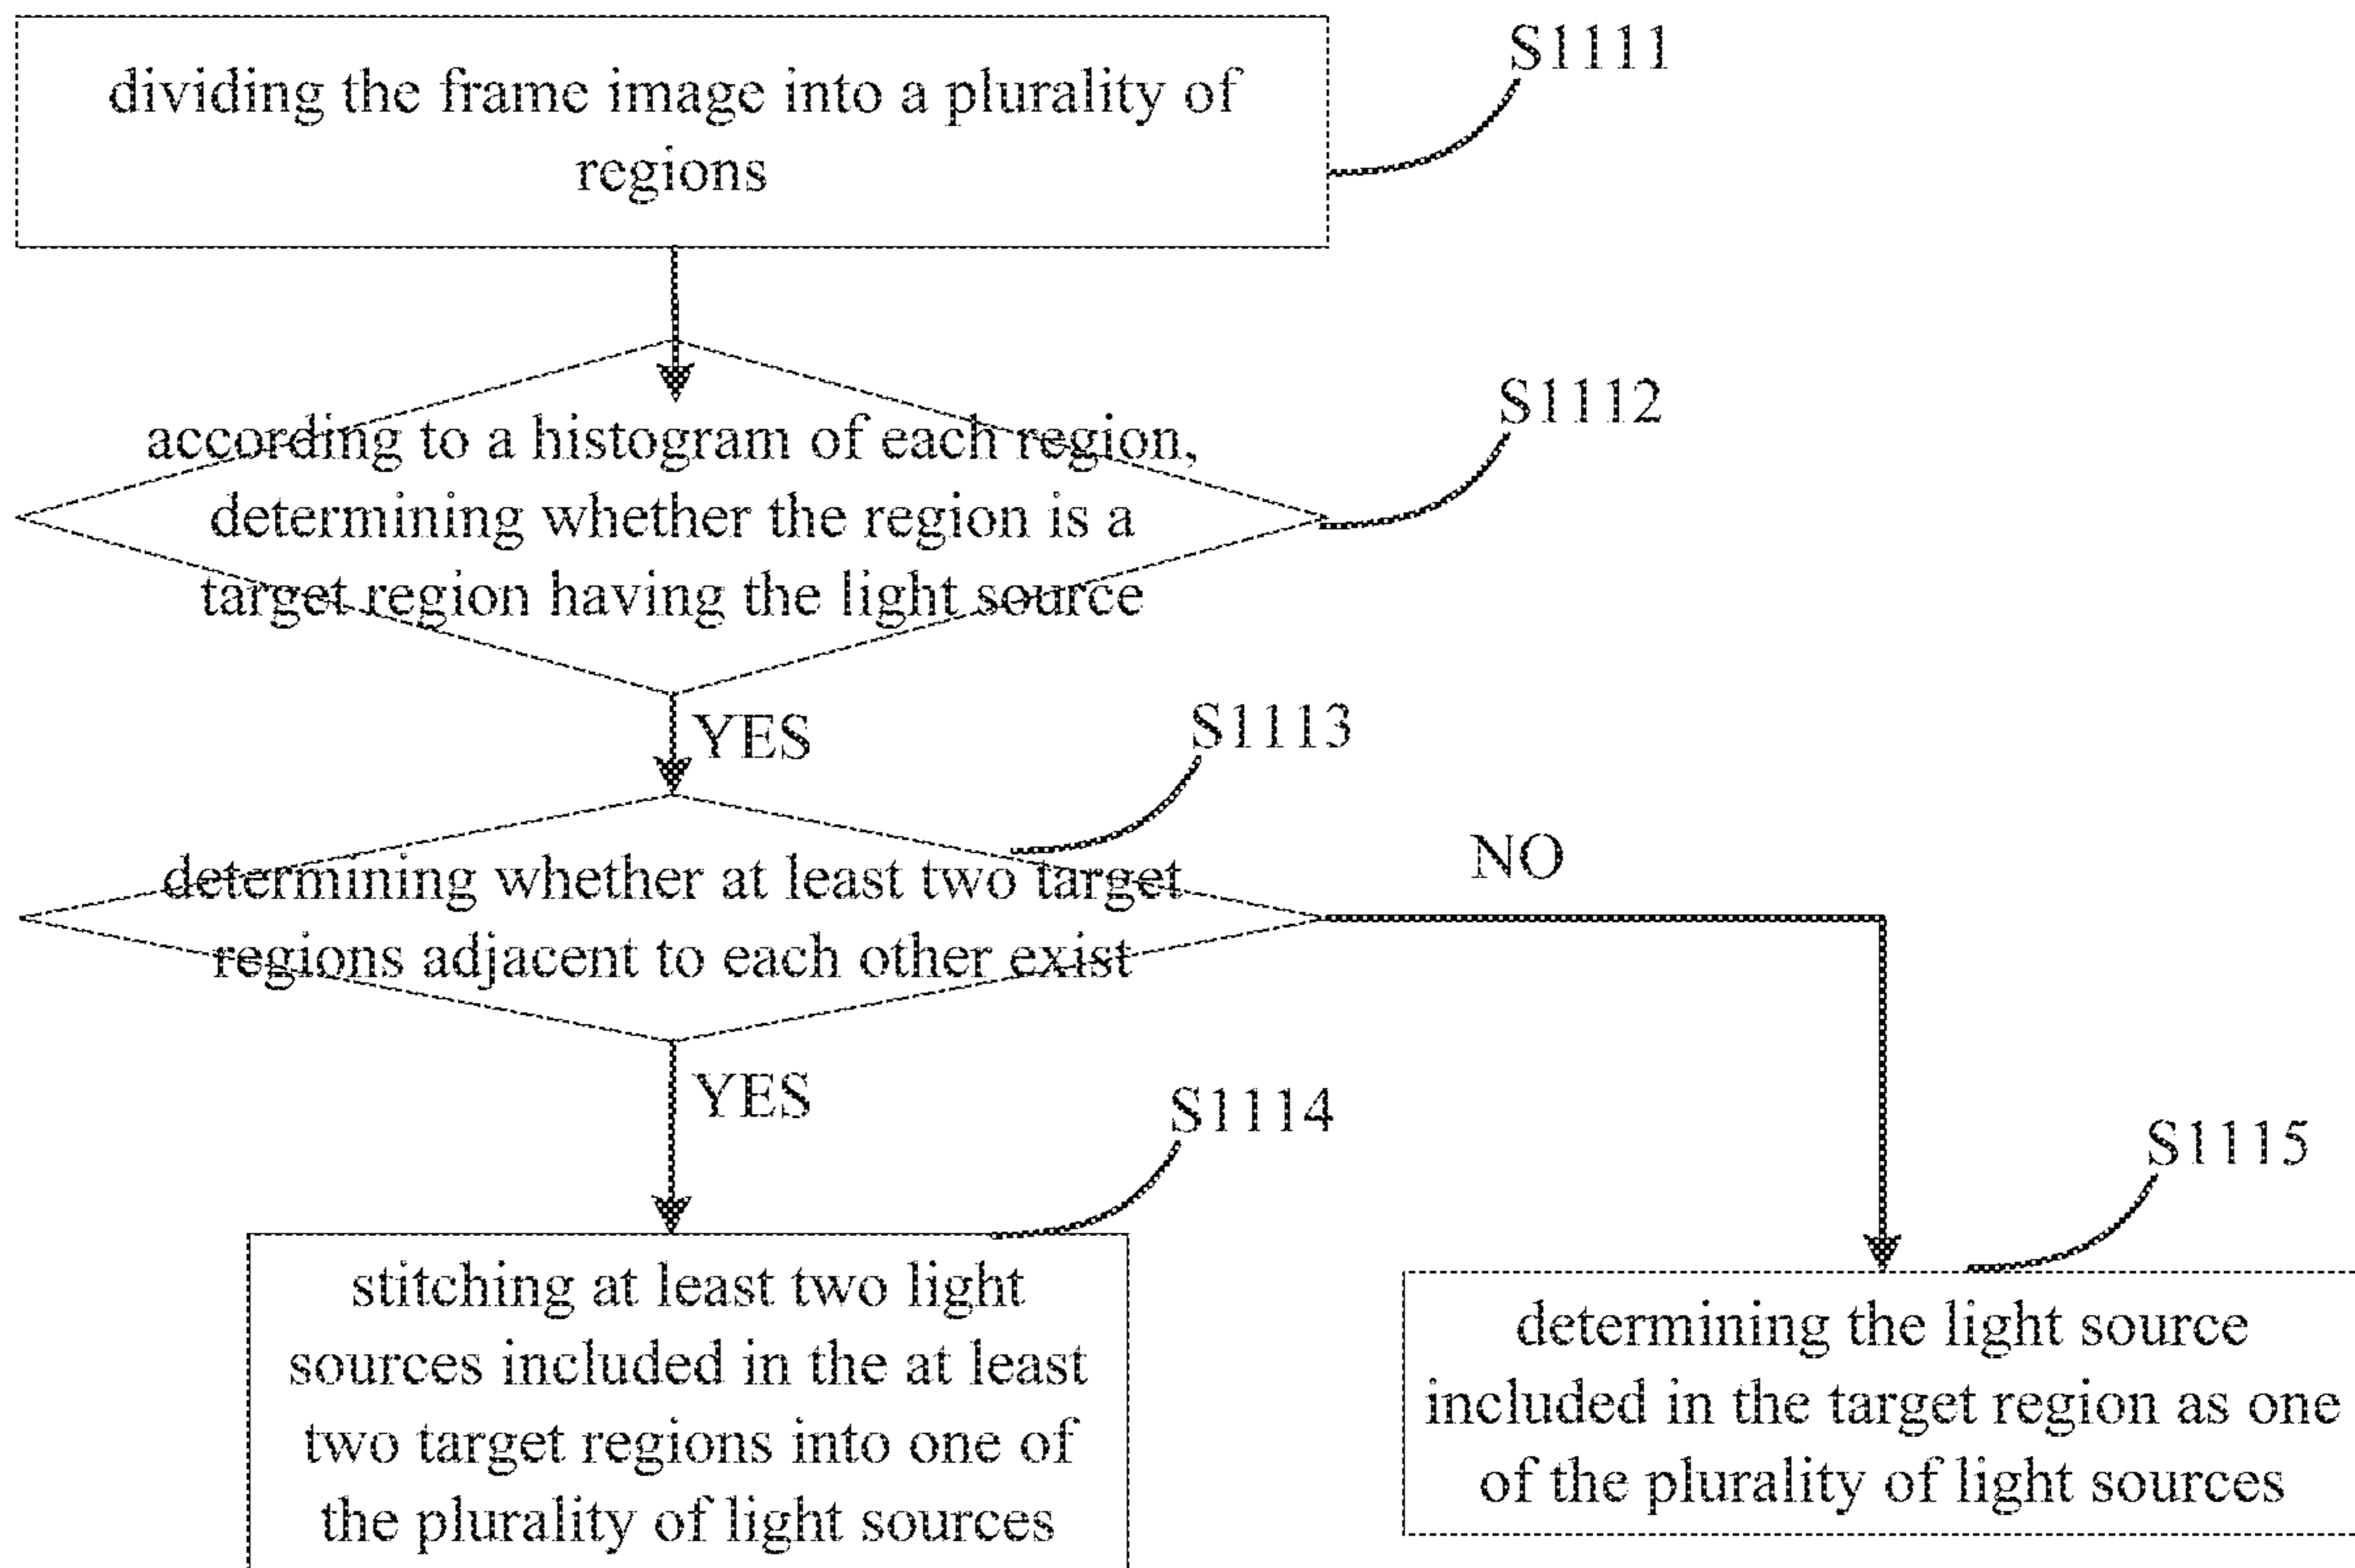 dividing the frame image into a plurality of
regions
S1111
according to a histogram of each region,
determining whether the region is a
target region having the light source
S1112
YES
S1113
determining whether at least two target
regions adjacent to each other exist
NO
YES
S1114
stitching at least two light
sources included in the at least
two target regions into one of
the plurality of light sources
S1115
determining the light source
included in the target region as one
of the plurality of light sources